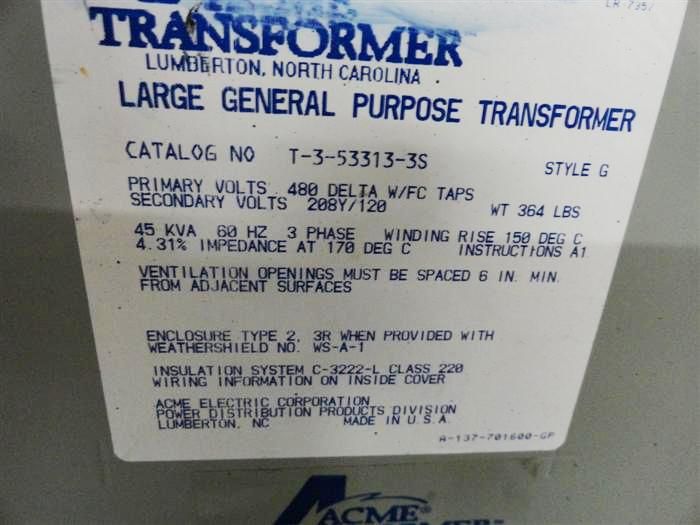 LR 7357
TRANSFORMER
LUMBERTON, NORTH CAROLINA
LARGE GENERAL PURPOSE TRANSFORMER
CATALOG NO T-3-53313-3S STYLE G
PRIMARY VOLTS 480 DELTA W/FC TAPS
SECONDARY VOLTS 208Y/120 WT 364 LBS
45 KVA 60 HZ 3 PHASE WINDING RISE 150 DEG C
4.31% IMPEDANCE AT 170 DEG C INSTRUCTIONS A1
VENTILATION OPENINGS MUST BE SPACED 6 IN. MIN.
FROM ADJACENT SURFACES
ENCLOSURE TYPE 2, 3R WHEN PROVIDED WITH
WEATHERSHIELD NO. WS-A-1
INSULATION SYSTEM C-3222-L CLASS 220
WIRING INFORMATION ON INSIDE COVER
ACME ELECTRIC CORPORATION
POWER DISTRIBUTION PRODUCTS DIVISION
LUMBERTON, NC MADE IN U.S.A.
A-137-701600-GP
ACME®